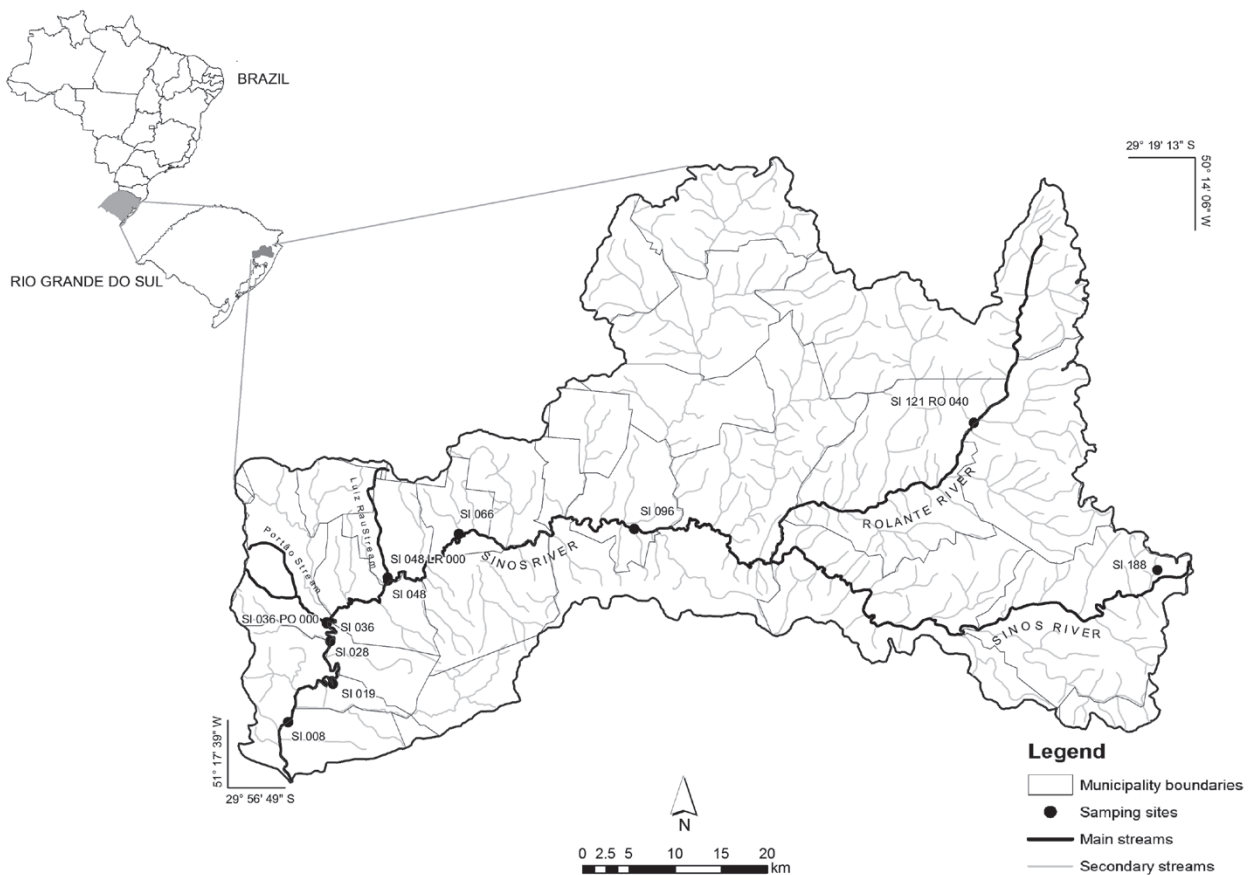 BRAZIL
RIO GRANDE DO SUL
29° 19' 13" S
50° 14' 06" W
SI 121 RO 040
ROLANTE RIVER
SI 096
SI 066
Luiz Rau Stream
SINOS RIVER
Portão Stream
SI 048 LR 000
SI 048
SI 188
SI 036 PO 000
SI 036
SINOS RIVER
SI 028
SI 019
SI 008
51° 17' 39" W
29° 56' 49" S
Legend
Municipality boundaries
Samping sites
Main streams
Secondary streams
N
0 2.5 5 10 15 20
km